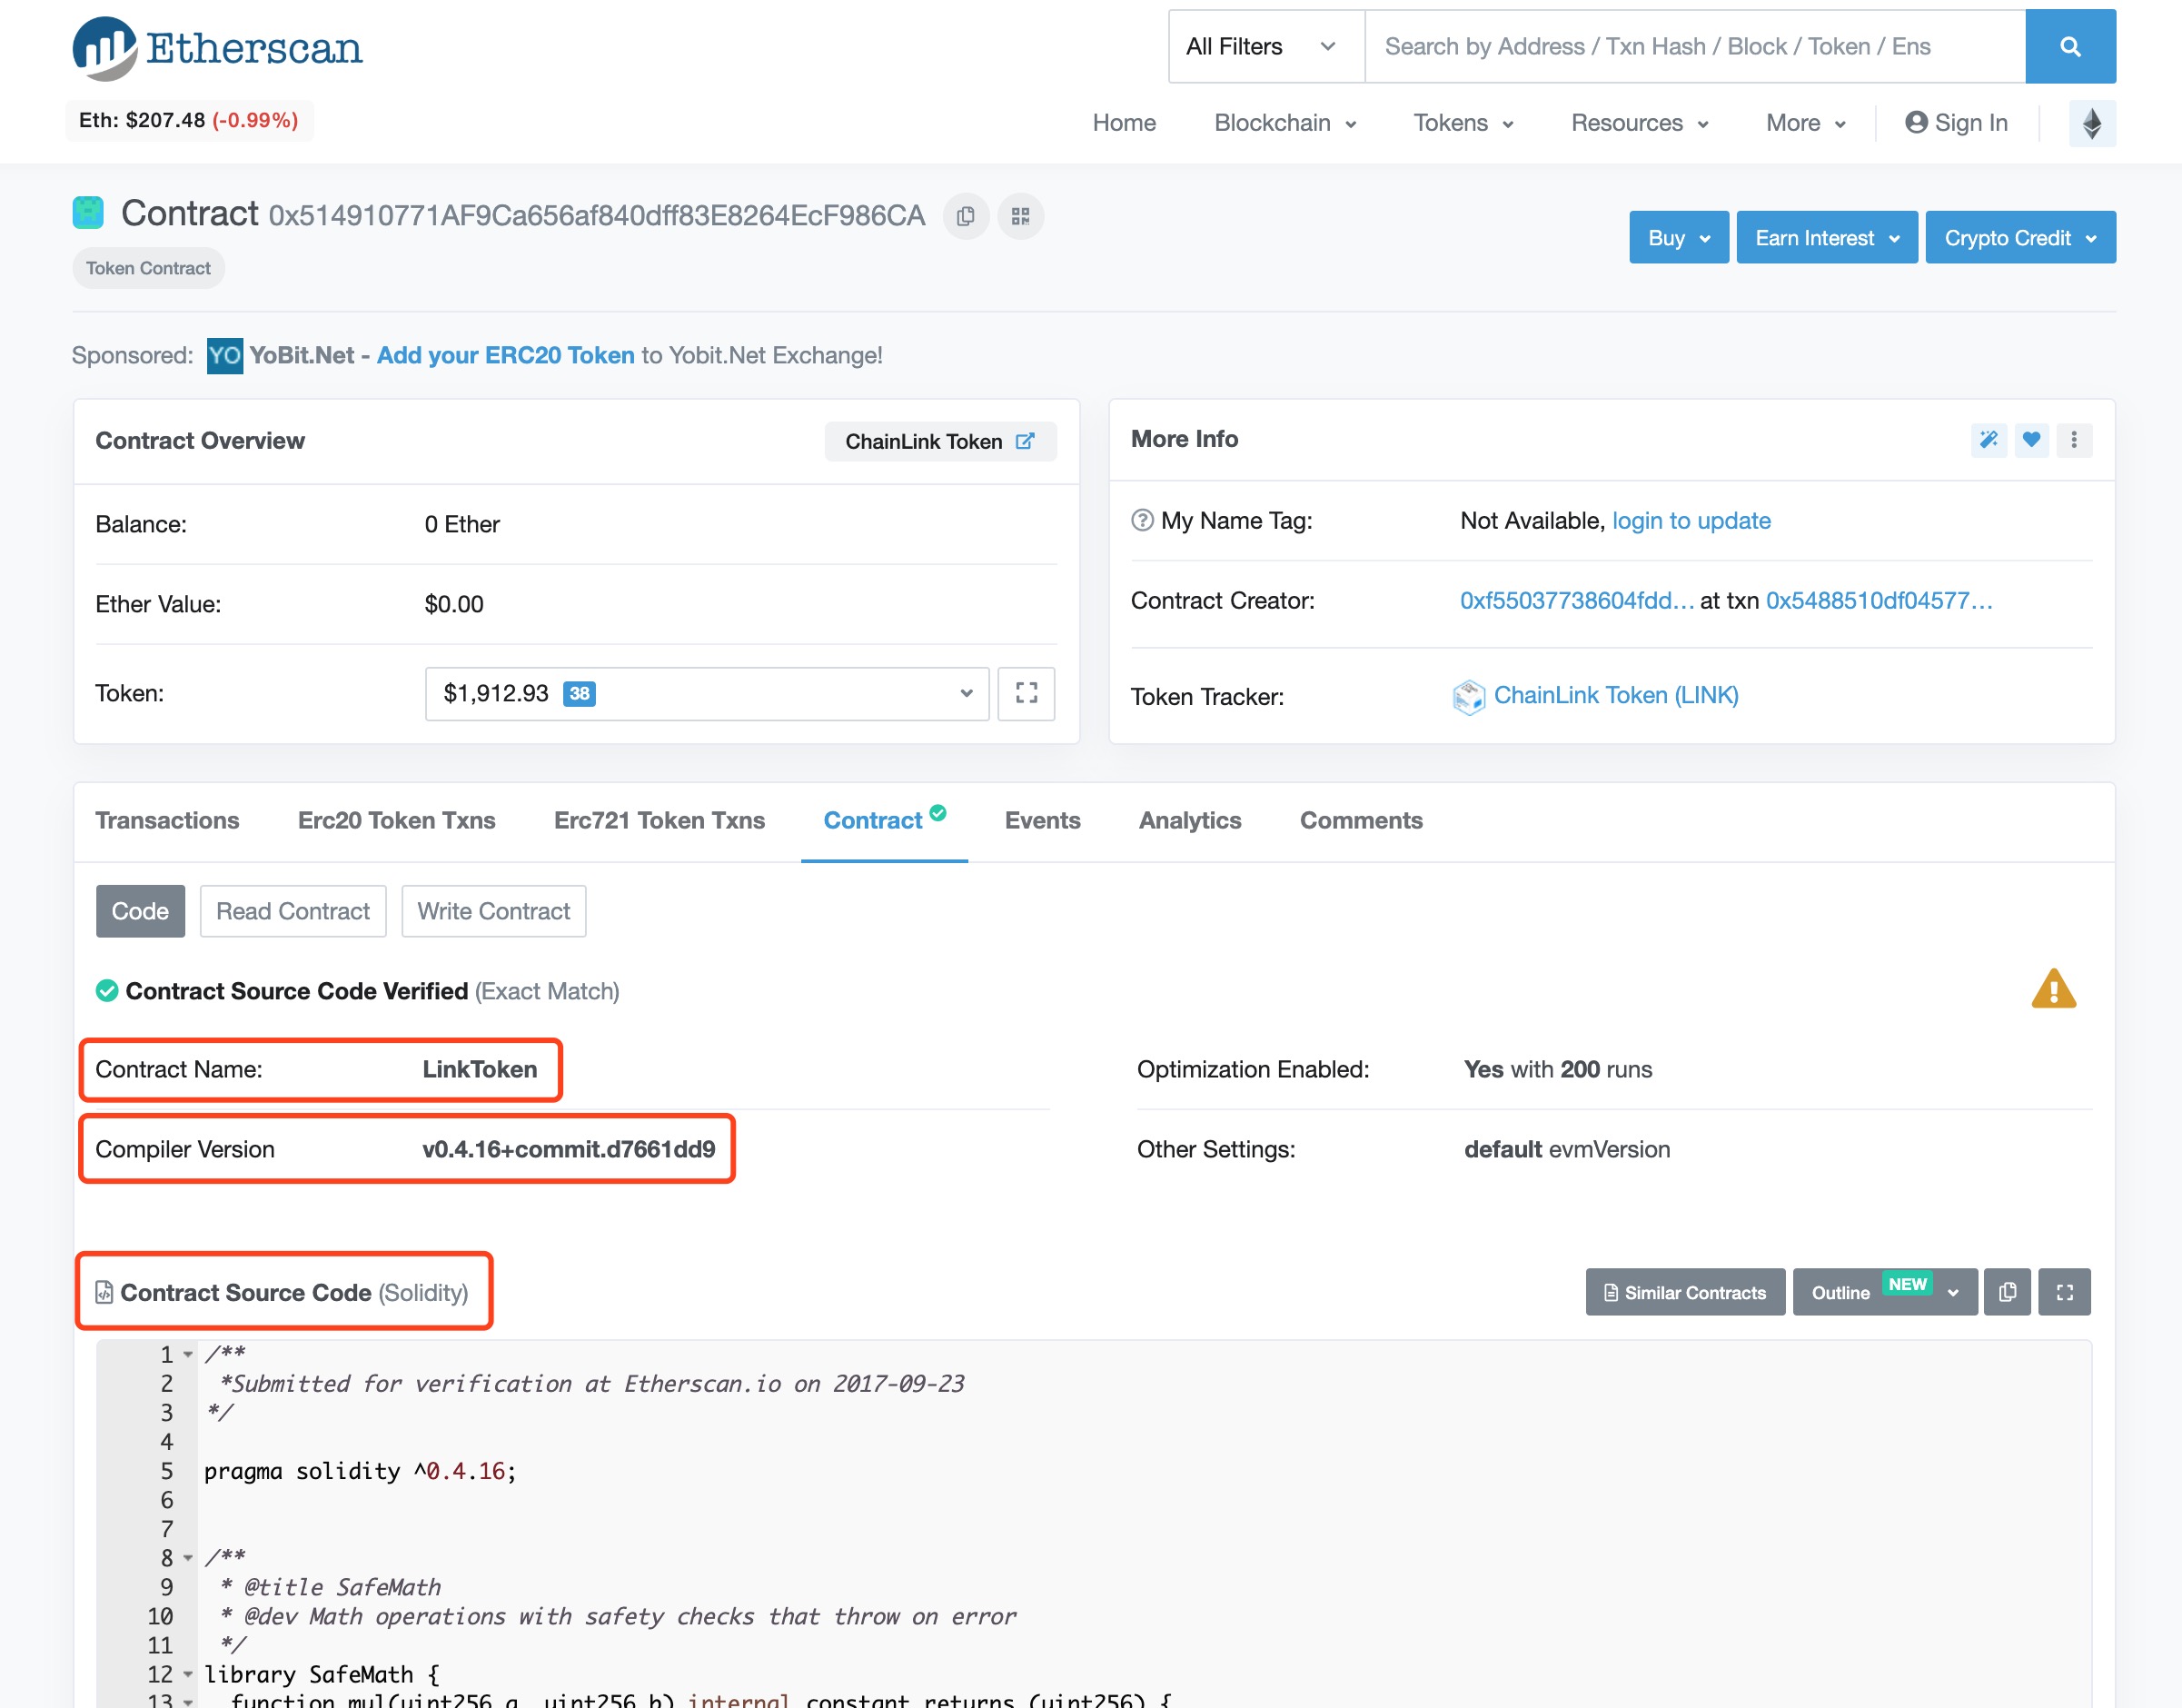 Etherscan
All Filters
Search by Address / Txn Hash / Block / Token / Ens
Eth: $207.48 (-0.99%)
Home Blockchain Tokens Resources More Sign In
Contract 0x514910771AF9Ca656af840dff83E8264EcF986CA
Token Contract
Buy Earn Interest Crypto Credit
Sponsored: YO YoBit.Net - Add your ERC20 Token to Yobit.Net Exchange!
Contract Overview
ChainLink Token
Balance: 0 Ether
Ether Value: $0.00
Token: $1,912.93 38
More Info
My Name Tag: Not Available, login to update
Contract Creator: 0xf55037738604fdd... at txn 0x5488510df04577...
Token Tracker: ChainLink Token (LINK)
Transactions Erc20 Token Txns Erc721 Token Txns Contract Events Analytics Comments
Code Read Contract Write Contract
Contract Source Code Verified (Exact Match)
Contract Name: LinkToken
Optimization Enabled: Yes with 200 runs
Compiler Version v0.4.16+commit.d7661dd9
Other Settings: default evmVersion
Contract Source Code (Solidity)
Similar Contracts Outline NEW
1 /**
2 *Submitted for verification at Etherscan.io on 2017-09-23
3 */
4
5 pragma solidity ^0.4.16;
6
7
8 /**
9 * @title SafeMath
10 * @dev Math operations with safety checks that throw on error
11 */
12 library SafeMath {
13 function mul(uint256 a, uint256 b) internal constant returns (uint256) {